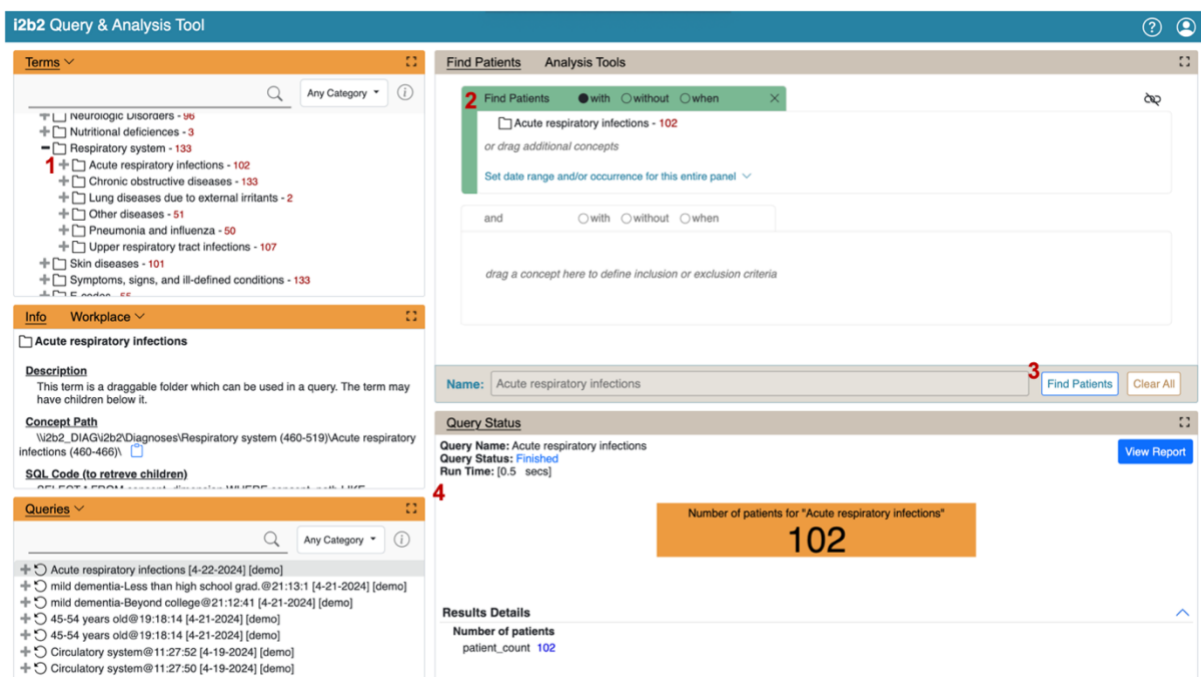 i2b2 Query & Analysis Tool
Terms
Any Category
Neurologic Disorders - 96
Nutritional deficiences - 3
Respiratory system - 133
1
Acute respiratory infections - 102
Chronic obstructive diseases - 133
Lung diseases due to external irritants - 2
Other diseases - 51
Pneumonia and influenza - 50
Upper respiratory tract infections - 107
Skin diseases - 101
Symptoms, signs, and ill-defined conditions - 133
E codes - 55
Info Workplace
Acute respiratory infections
Description
This term is a draggable folder which can be used in a query. The term may
have children below it.
Concept Path
\\i2b2_DIAG\i2b2\Diagnoses\Respiratory system (460-519)\Acute respiratory
infections (460-466)\
SQL Code (to retreve children)
Queries
Any Category
Acute respiratory infections [4-22-2024] [demo]
mild dementia-Less than high school grad.@21:13:1 [4-21-2024] [demo]
mild dementia-Beyond college@21:12:41 [4-21-2024] [demo]
45-54 years old@19:18:14 [4-21-2024] [demo]
45-54 years old@19:18:14 [4-21-2024] [demo]
Circulatory system@11:27:52 [4-19-2024] [demo]
Circulatory system@11:27:50 [4-19-2024] [demo]
Find Patients Analysis Tools
2
Find Patients with without when
Acute respiratory infections - 102
or drag additional concepts
Set date range and/or occurrence for this entire panel
and with without when
drag a concept here to define inclusion or exclusion criteria
3
Name: Acute respiratory infections Find Patients Clear All
Query Status
Query Name: Acute respiratory infections
Query Status: Finished
Run Time: [0.5 secs]
View Report
4
Number of patients for "Acute respiratory infections"
102
Results Details
Number of patients
patient_count 102